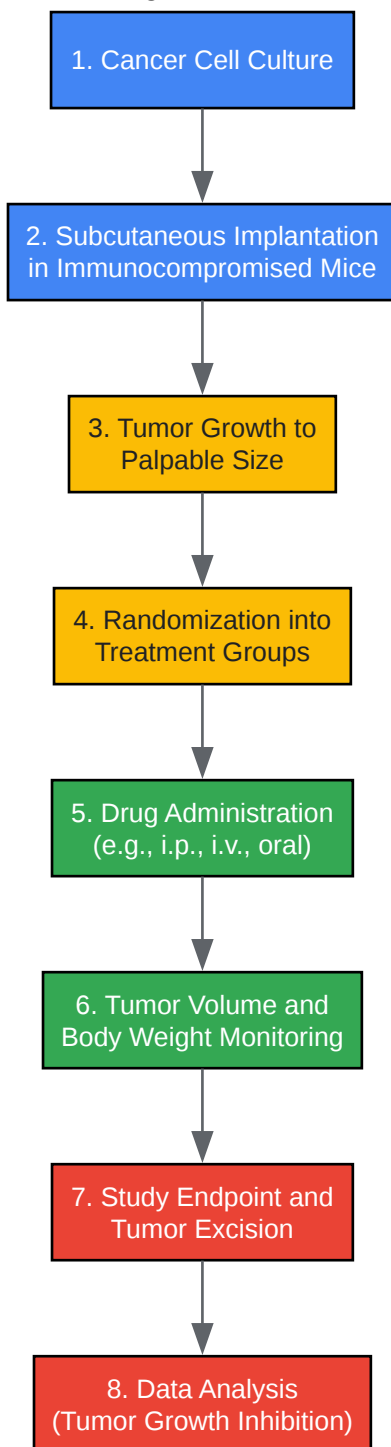 1. Cancer Cell Culture
2. Subcutaneous Implantation
in Immunocompromised Mice
3. Tumor Growth to
Palpable Size
4. Randomization into
Treatment Groups
5. Drug Administration
(e.g., i.p., i.v., oral)
6. Tumor Volume and
Body Weight Monitoring
7. Study Endpoint and
Tumor Excision
8. Data Analysis
(Tumor Growth Inhibition)